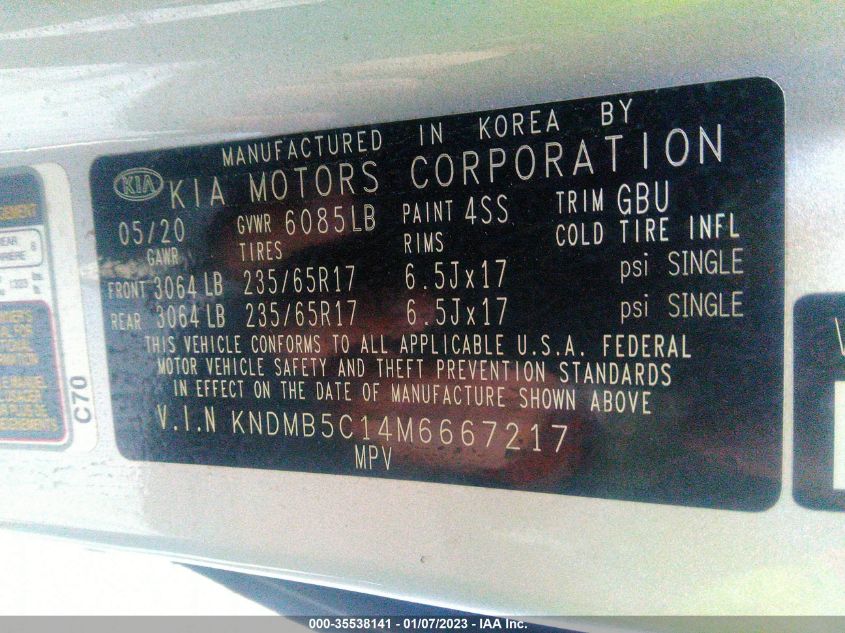 MANUFACTURED IN KOREA BY
KIA KIA MOTORS CORPORATION
05/20 GVWR 6085LB PAINT 4SS TRIM GBU
GAWR TIRES RIMS COLD TIRE INFL
FRONT 3064 LB 235/65R17 6.5Jx17 psi SINGLE
REAR 3064 LB 235/65R17 6.5Jx17 psi SINGLE
THIS VEHICLE CONFORMS TO ALL APPLICABLE U.S.A. FEDERAL
MOTOR VEHICLE SAFETY AND THEFT PREVENTION STANDARDS
IN EFFECT ON THE DATE OF MANUFACTURE SHOWN ABOVE
V.I.N KNDMB5C14M6667217
MPV
C70
000-35538141 - 01/07/2023 - IAA Inc.